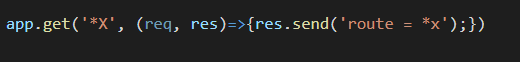 app.get('*X', (req, res)=>{res.send('route = *x');})